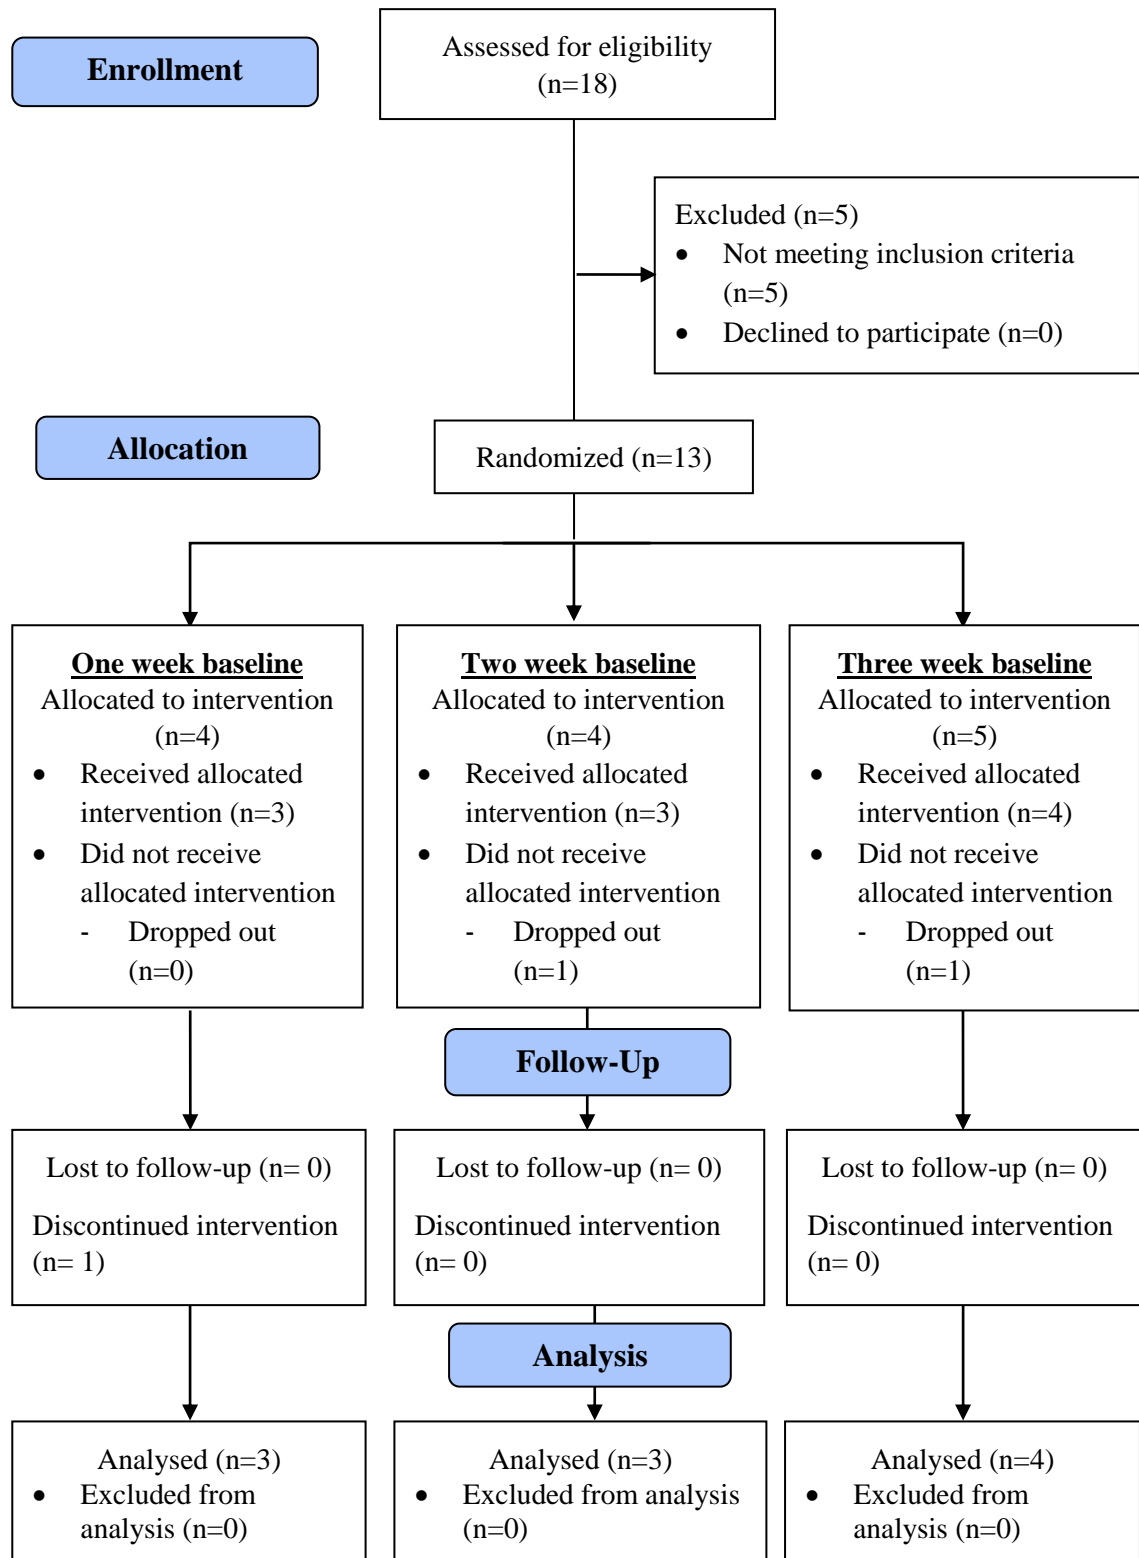 Enrollment
Assessed for eligibility
(n=18)
Excluded (n=5)
• Not meeting inclusion criteria
(n=5)
• Declined to participate (n=0)
Allocation
Randomized (n=13)
One week baseline
Allocated to intervention
(n=4)
• Received allocated
intervention (n=3)
• Did not receive
allocated intervention
- Dropped out
(n=0)
Two week baseline
Allocated to intervention
(n=4)
• Received allocated
intervention (n=3)
• Did not receive
allocated intervention
- Dropped out
(n=1)
Three week baseline
Allocated to intervention
(n=5)
• Received allocated
intervention (n=4)
• Did not receive
allocated intervention
- Dropped out
(n=1)
Follow-Up
Lost to follow-up (n= 0)
Discontinued intervention
(n= 1)
Lost to follow-up (n= 0)
Discontinued intervention
(n= 0)
Lost to follow-up (n= 0)
Discontinued intervention
(n= 0)
Analysis
Analysed (n=3)
• Excluded from
analysis (n=0)
Analysed (n=3)
• Excluded from analysis
(n=0)
Analysed (n=4)
• Excluded from
analysis (n=0)